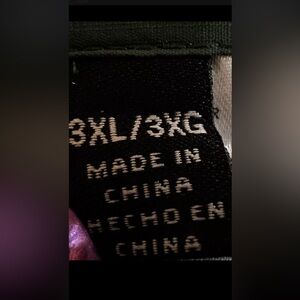 3XL/3XG
MADE IN
CHINA
HECHO EN
CHINA